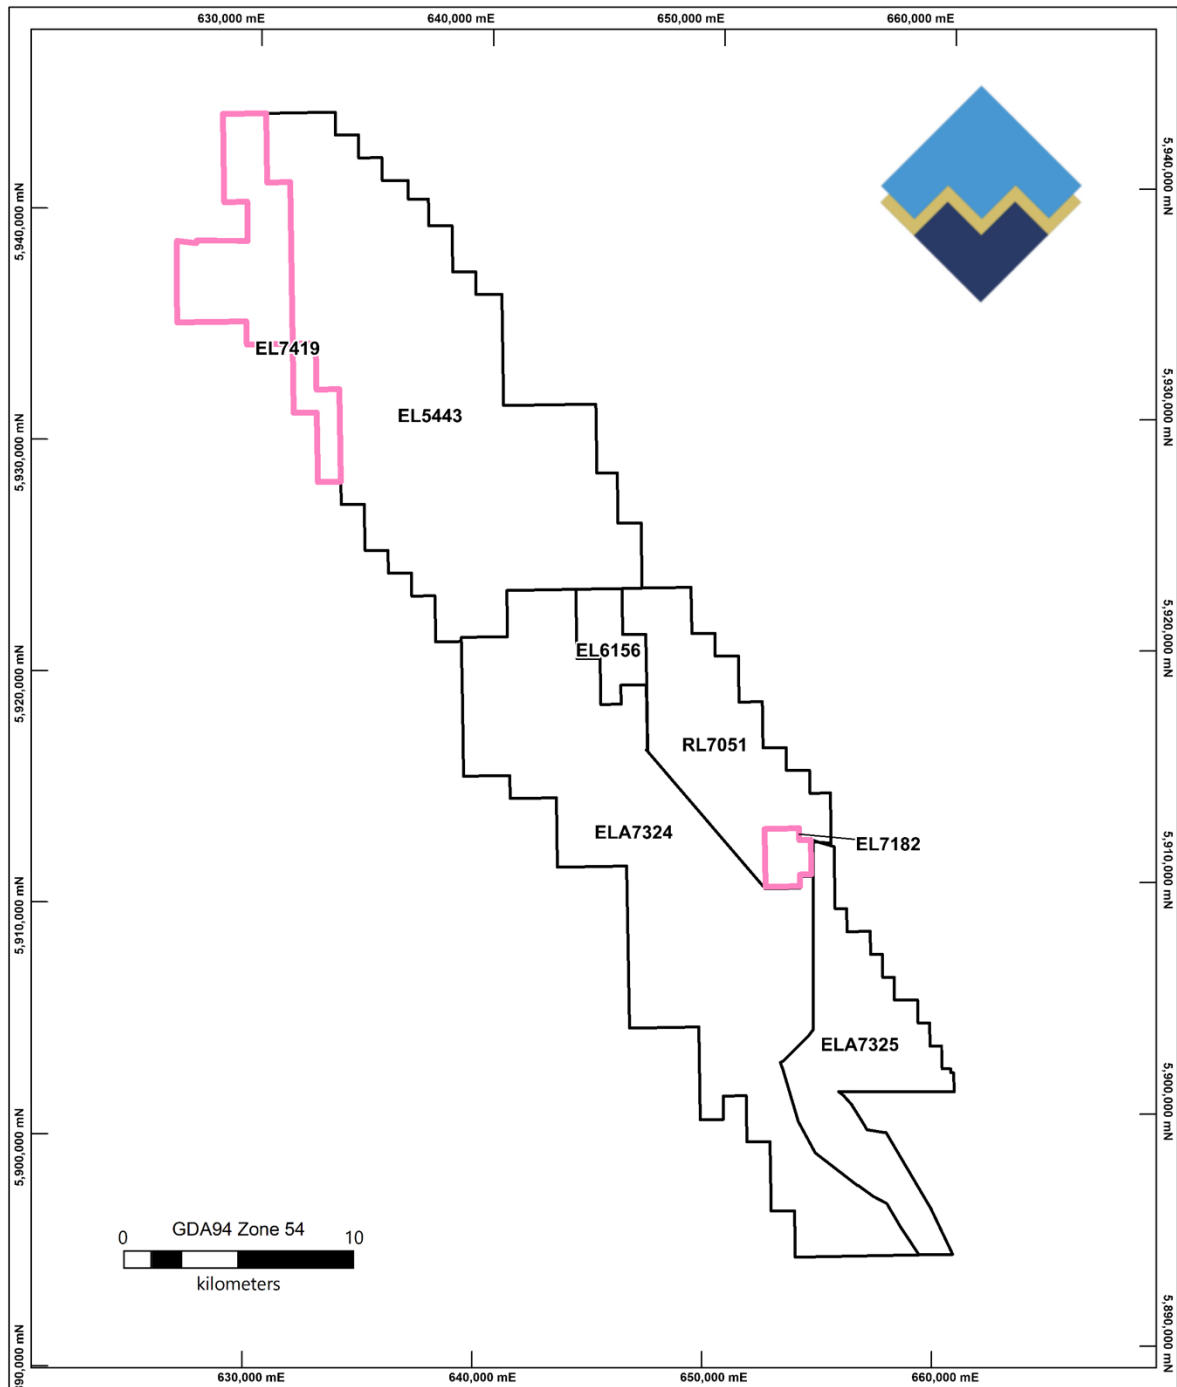 630,000 mE
640,000 mE
650,000 mE
660,000 mE
5,940,000 mN
5,940,000 mN
EL7419
EL5443
5,930,000 mN
5,930,000 mN
EL6156
5,920,000 mN
5,920,000 mN
RL7051
ELA7324
EL7182
5,910,000 mN
5,910,000 mN
ELA7325
5,900,000 mN
5,900,000 mN
GDA94 Zone 54
0
10
kilometers
5,890,000 mN
890,000 mN
630,000 mE
640,000 mE
650,000 mE
660,000 mE